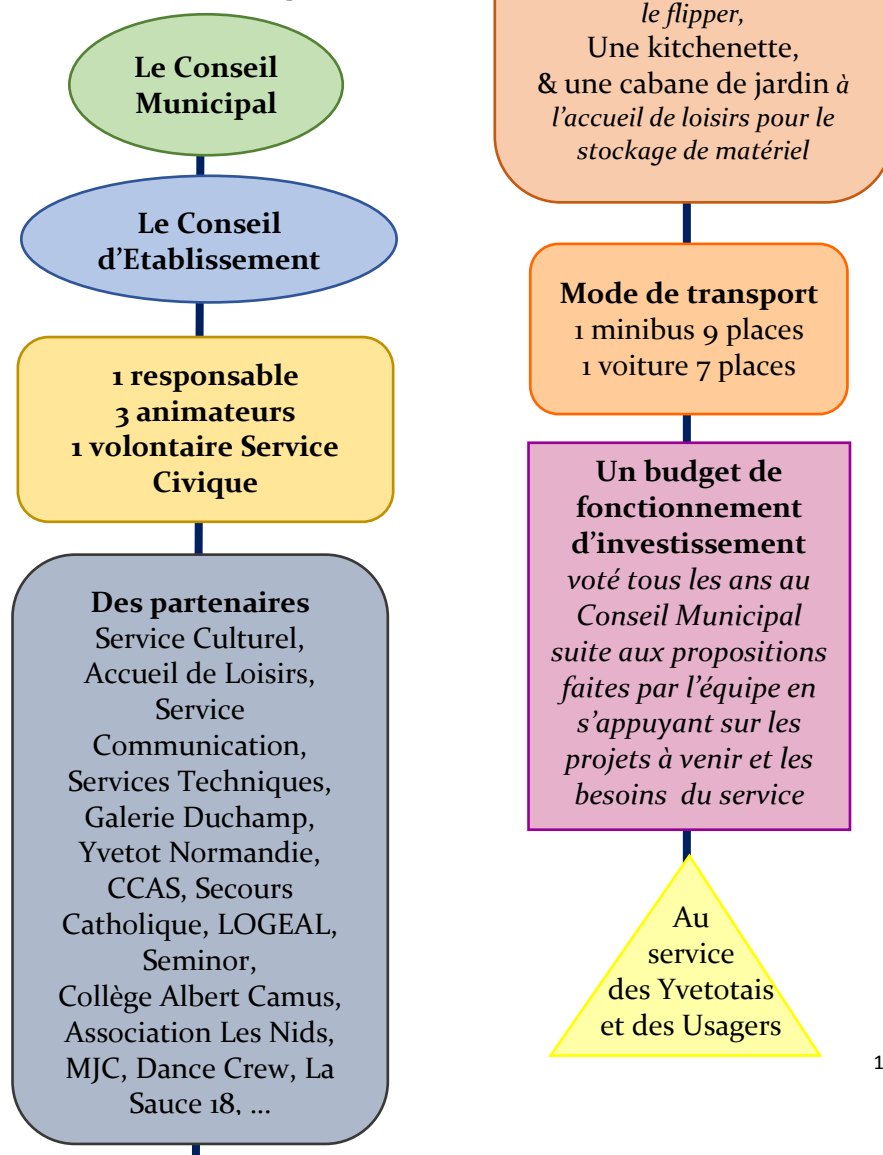 Le Conseil
Municipal
Le Conseil
d'Etablissement
1 responsable
3 animateurs
1 volontaire Service
Civique
Des partenaires
Service Culturel,
Accueil de Loisirs,
Service
Communication,
Services Techniques,
Galerie Duchamp,
Yvetot Normandie,
CCAS, Secours
Catholique, LOGEAL,
Seminor,
Collège Albert Camus,
Association Les Nids,
MJC, Dance Crew, La
Sauce 18, ...
le flipper,
Une kitchenette,
& une cabane de jardin à
l'accueil de loisirs pour le
stockage de matériel
Mode de transport
1 minibus 9 places
1 voiture 7 places
Un budget de
fonctionnement
d'investissement
voté tous les ans au
Conseil Municipal
suite aux propositions
faites par l'équipe en
s'appuyant sur les
projets à venir et les
besoins du service
Au
service
des Yvetotais
et des Usagers
1